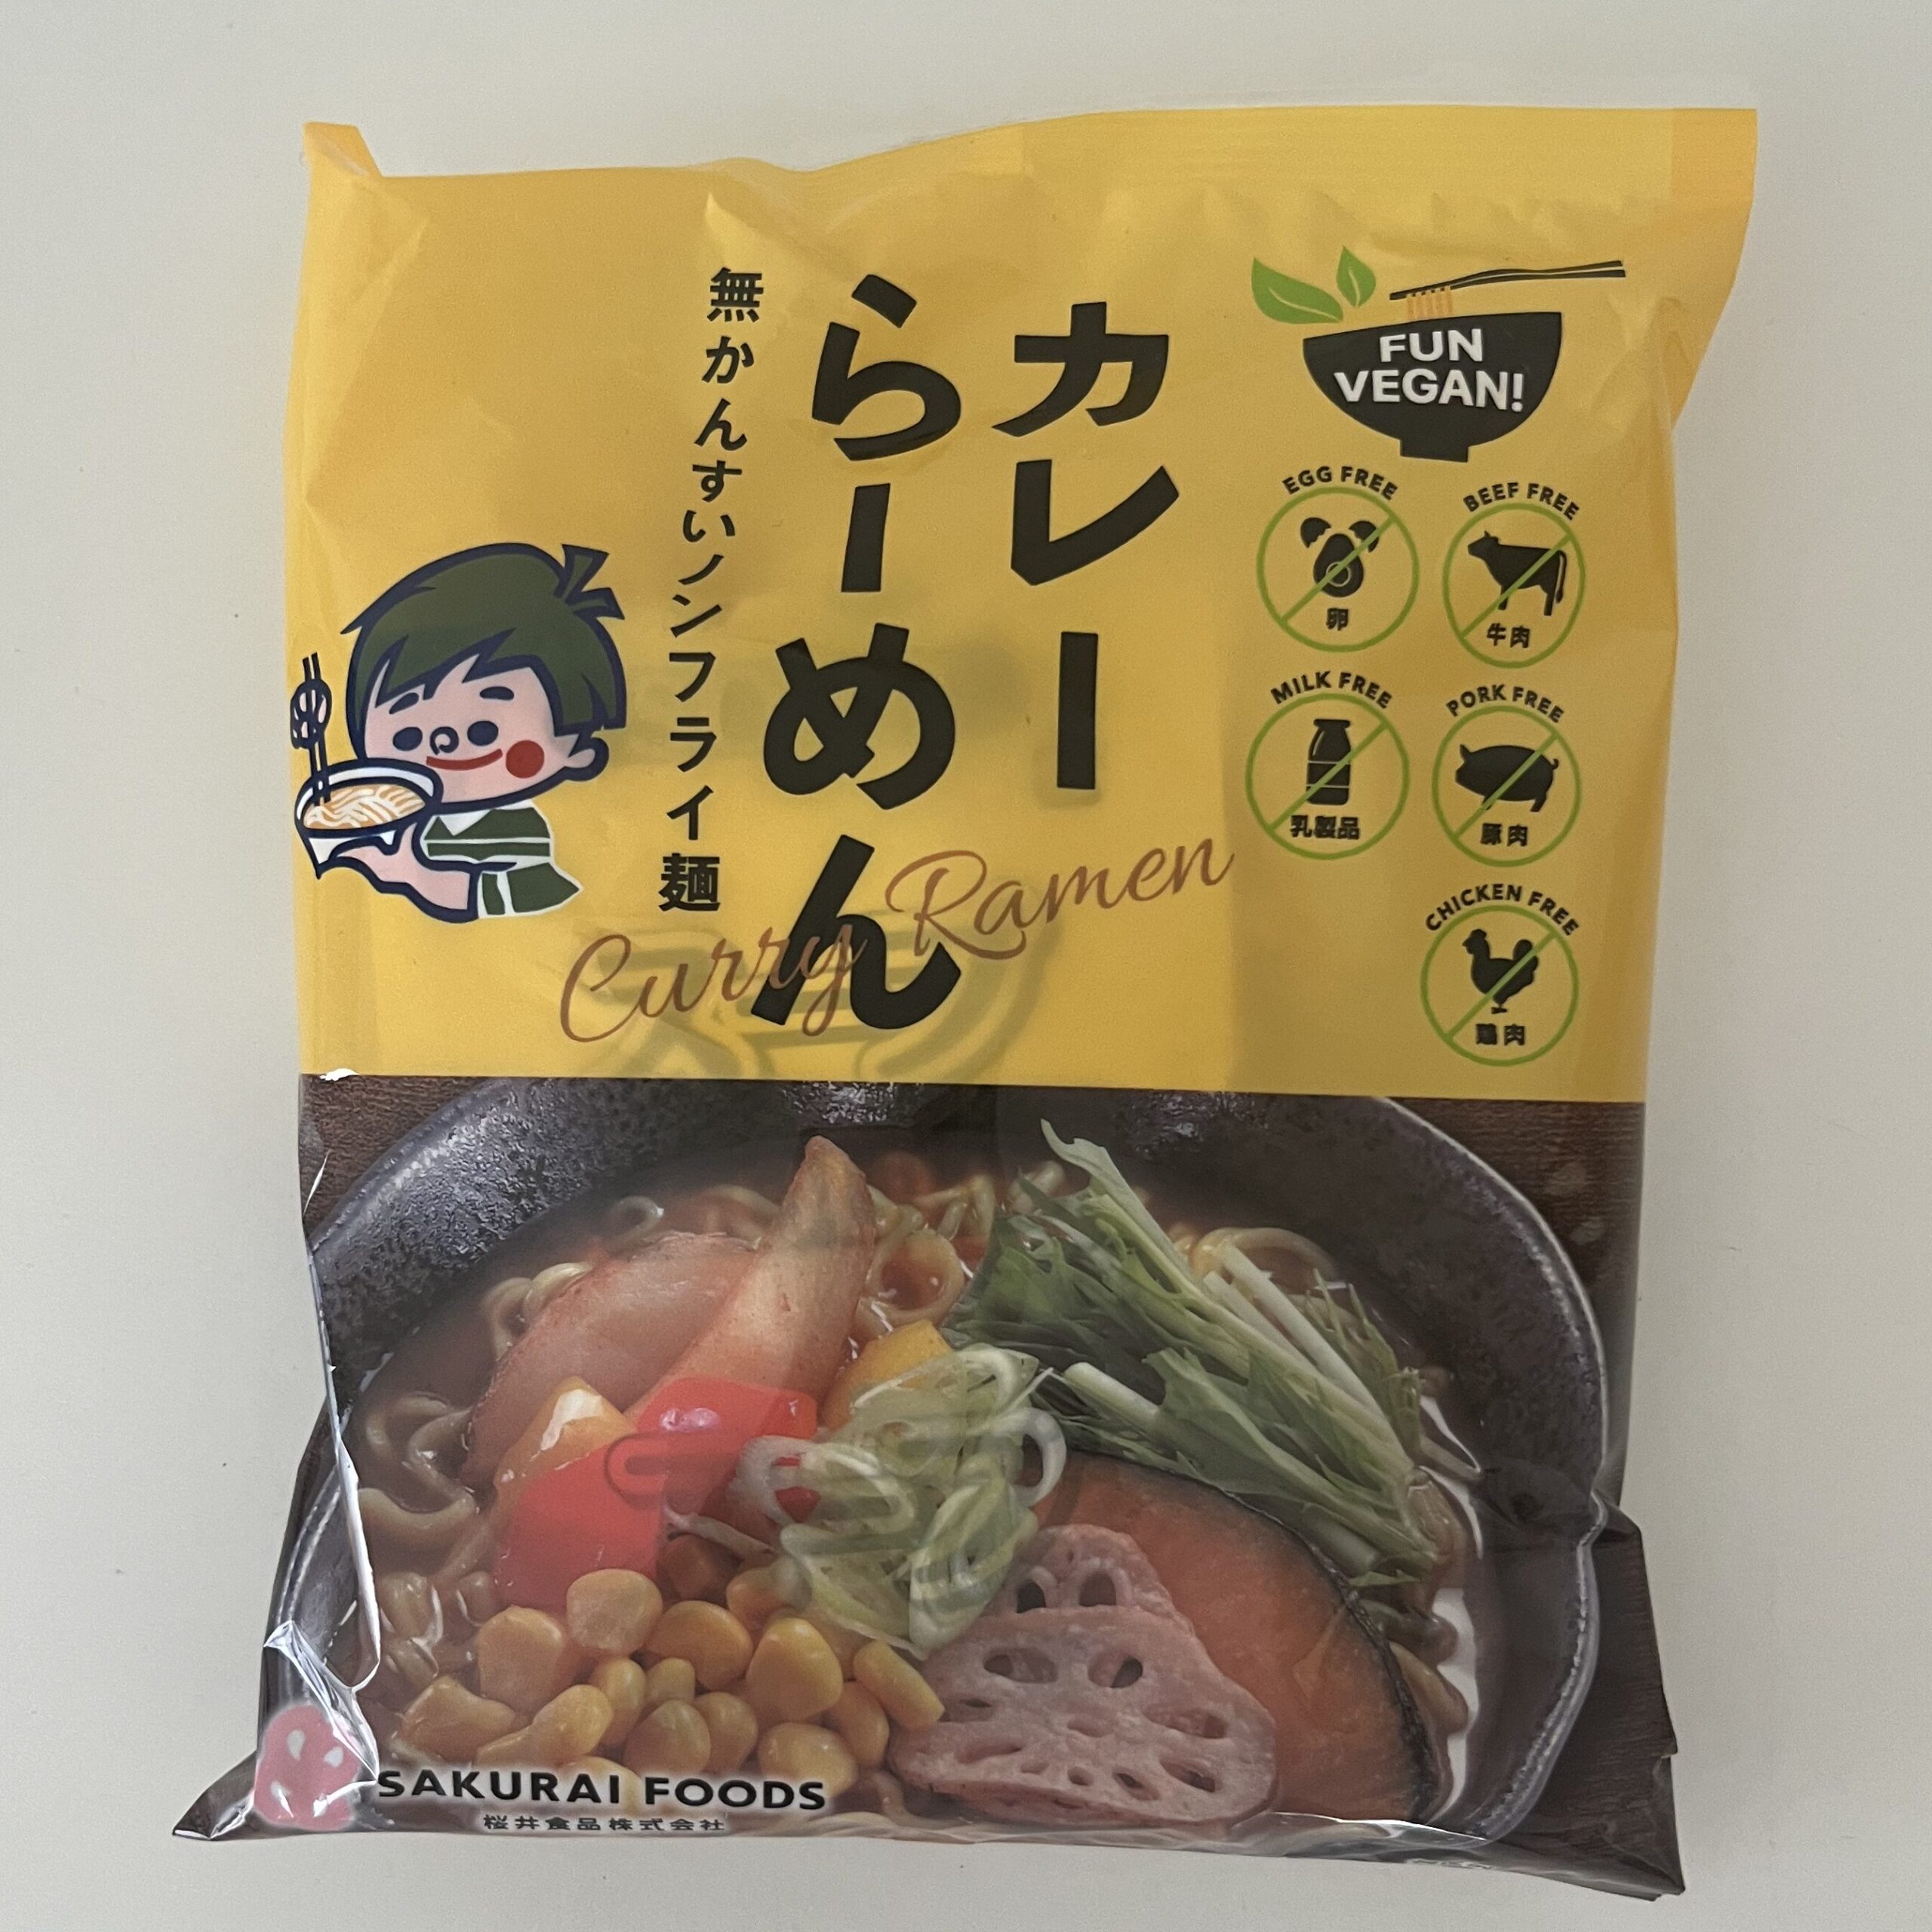 カレー
らーめん
無かんすいノンフライ麺
Curry Ramen
FUN
VEGAN!
EGG FREE
卵
BEEF FREE
牛肉
MILK FREE
乳製品
PORK FREE
豚肉
CHICKEN FREE
鶏肉
SAKURAI FOODS
桜井食品株式会社